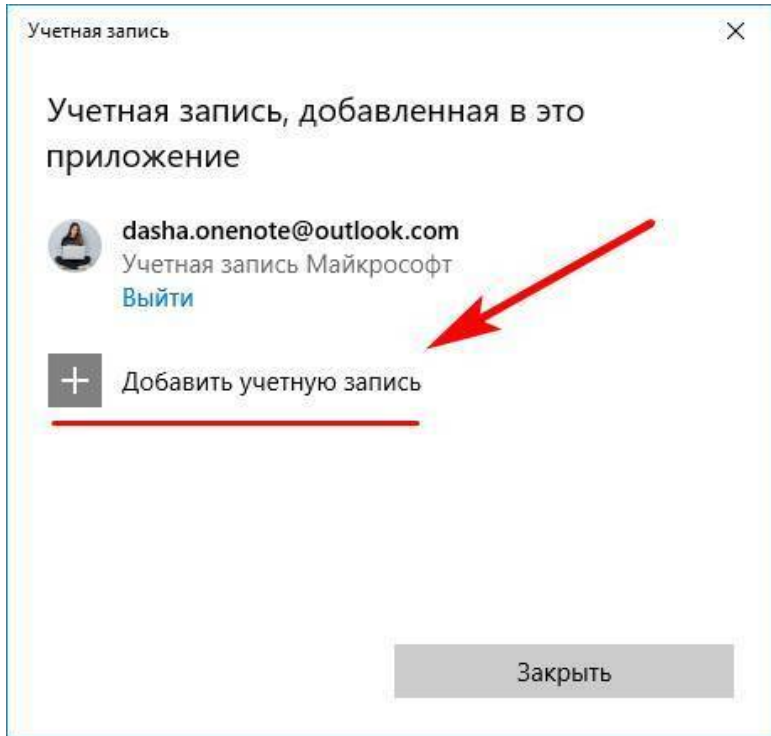 Учетная запись
Учетная запись, добавленная в это
приложение
dasha.onenote@outlook.com
Учетная запись Майкрософт
Выйти
Добавить учетную запись
Закрыть